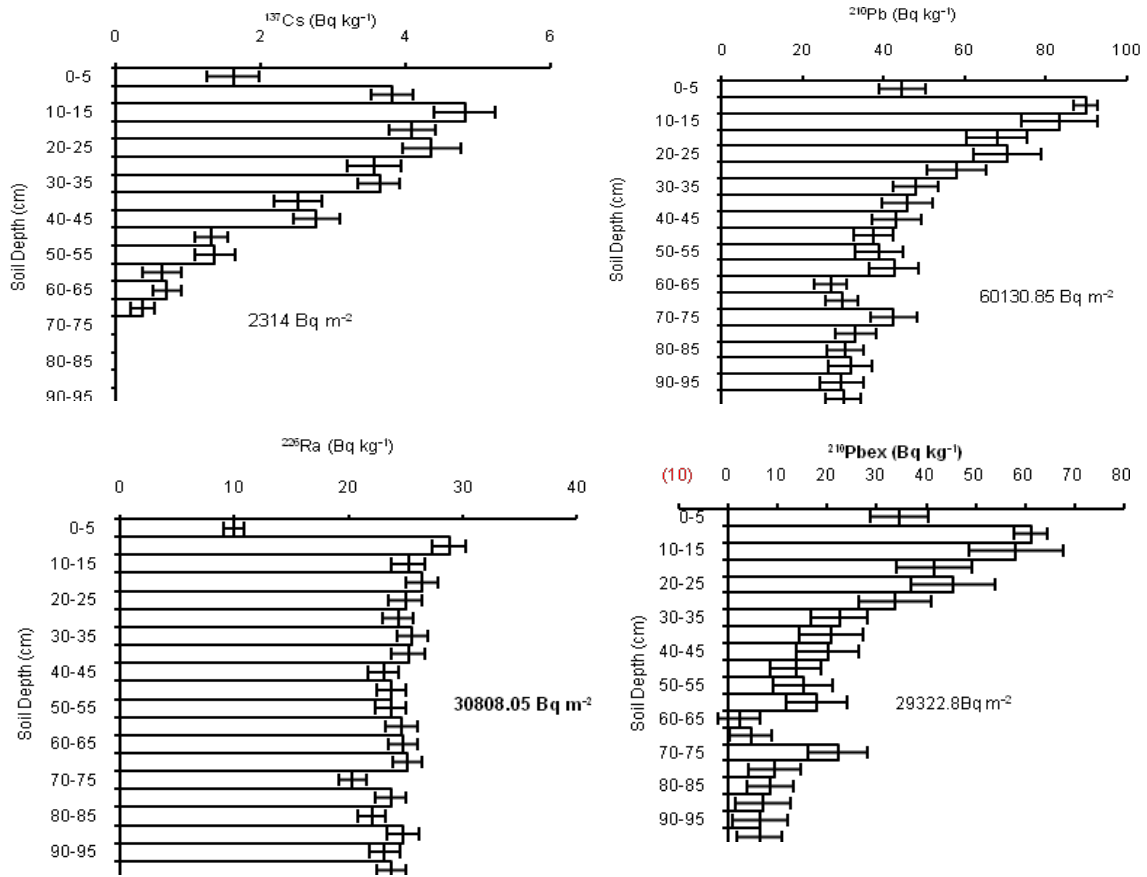 ¹³⁷Cs (Bq kg⁻¹)
0 2 4 6
Soil Depth (cm)
0-5
10-15
20-25
30-35
40-45
50-55
60-65
70-75
80-85
90-95
2314 Bq m⁻²
²¹⁰Pb (Bq kg⁻¹)
0 20 40 60 80 100
Soil Depth (cm)
0-5
10-15
20-25
30-35
40-45
50-55
60-65
70-75
80-85
90-95
60130.85 Bq m⁻²
²²⁶Ra (Bq kg⁻¹)
0 10 20 30 40
Soil Depth (cm)
0-5
10-15
20-25
30-35
40-45
50-55
60-65
70-75
80-85
90-95
30808.05 Bq m⁻²
²¹⁰Pbex (Bq kg⁻¹)
(10) 0 10 20 30 40 50 60 70 80
Soil Depth (cm)
0-5
10-15
20-25
30-35
40-45
50-55
60-65
70-75
80-85
90-95
29322.8Bq m⁻²